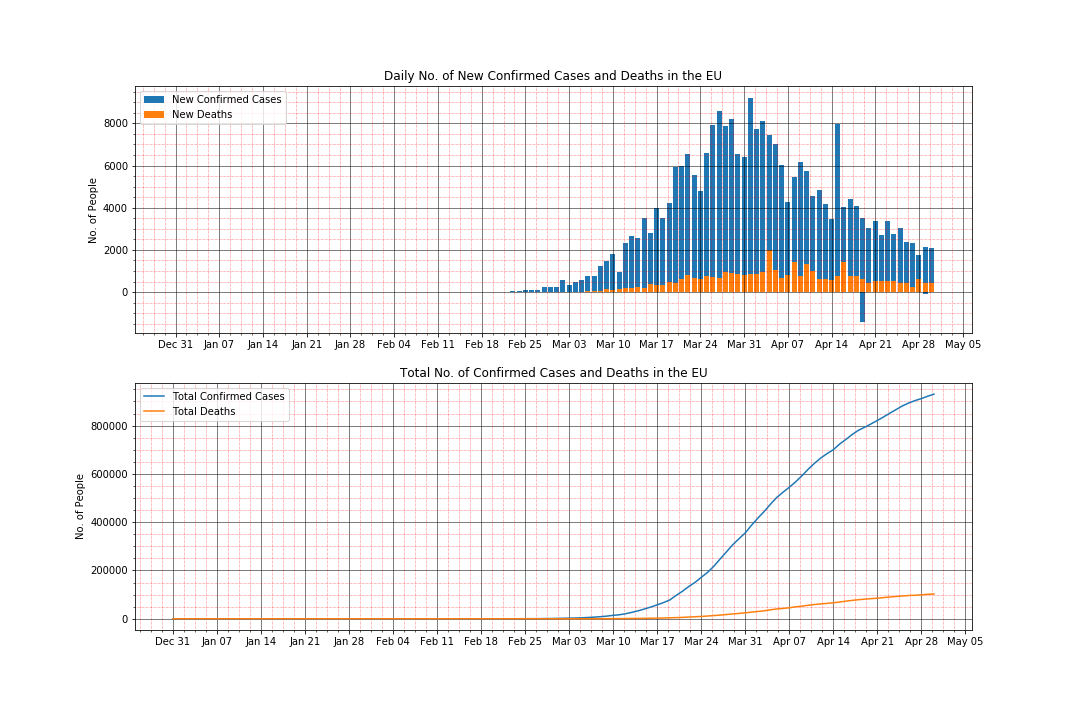 Daily No. of New Confirmed Cases and Deaths in the EU
New Confirmed Cases
New Deaths
No. of People
8000
6000
4000
2000
0
Dec 31 Jan 07 Jan 14 Jan 21 Jan 28 Feb 04 Feb 11 Feb 18 Feb 25 Mar 03 Mar 10 Mar 17 Mar 24 Mar 31 Apr 07 Apr 14 Apr 21 Apr 28 May 05
Total No. of Confirmed Cases and Deaths in the EU
Total Confirmed Cases
Total Deaths
No. of People
800000
600000
400000
200000
0
Dec 31 Jan 07 Jan 14 Jan 21 Jan 28 Feb 04 Feb 11 Feb 18 Feb 25 Mar 03 Mar 10 Mar 17 Mar 24 Mar 31 Apr 07 Apr 14 Apr 21 Apr 28 May 05